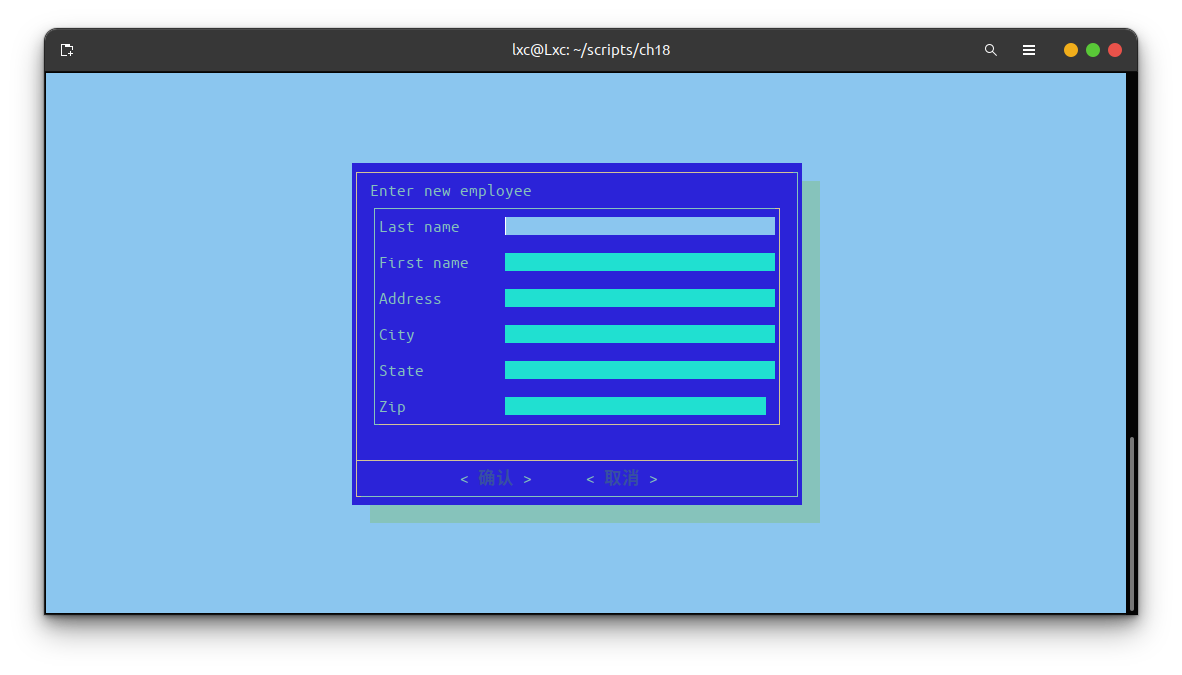 lxc@Lxc: ~/scripts/ch18
Enter new employee
Last name
First name
Address
City
State
Zip
< 确认 > < 取消 >